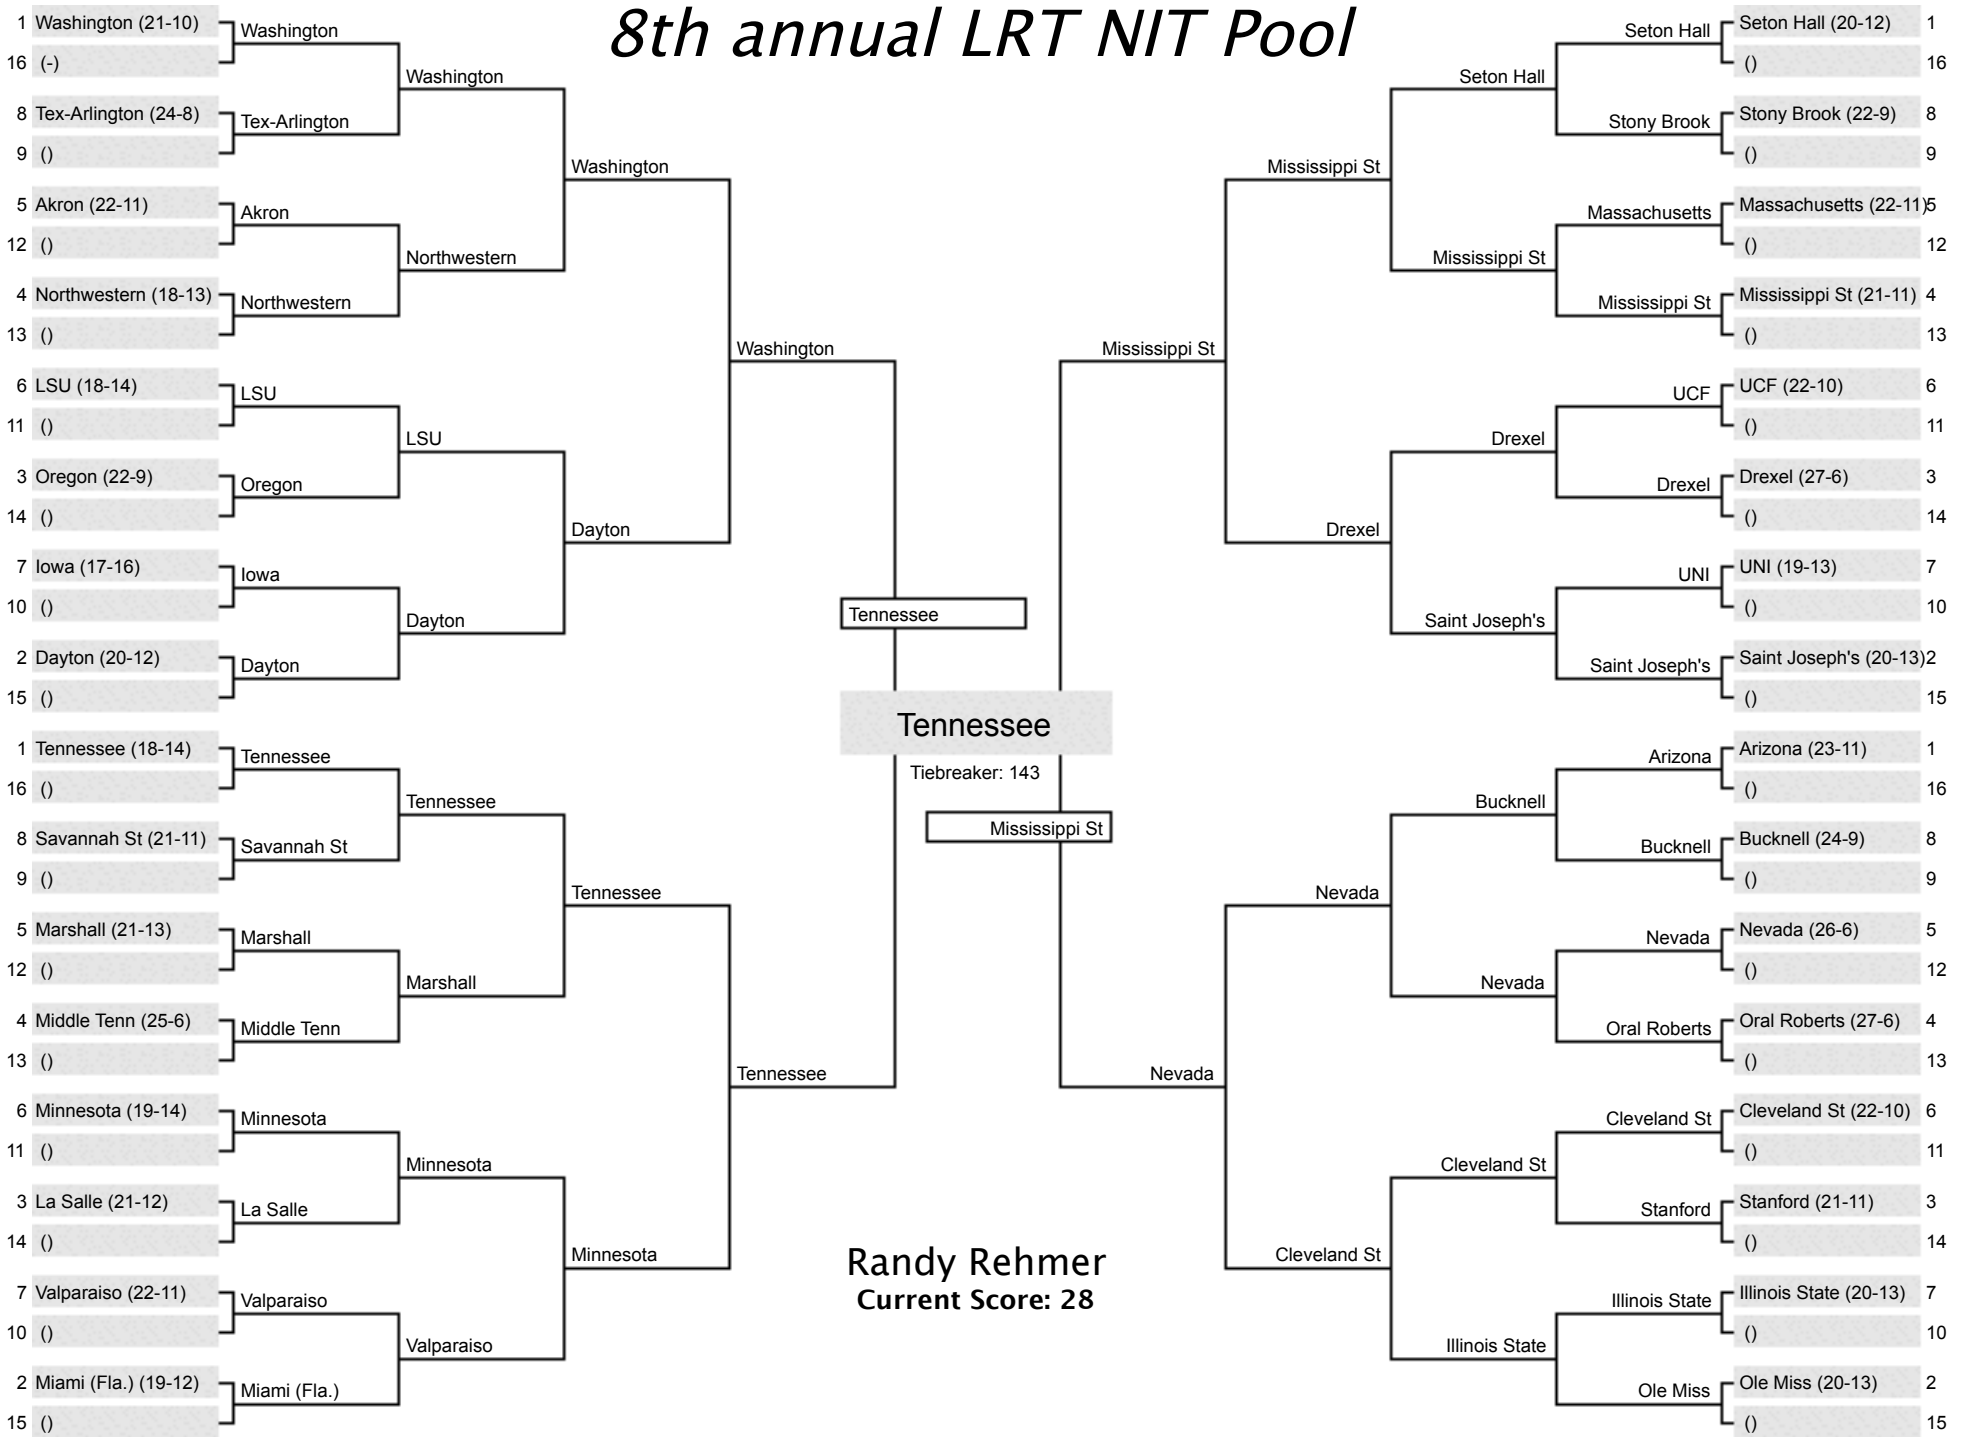 8th annual LRT NIT Pool
1 Washington (21-10)
16 (-)
8 Tex-Arlington (24-8)
9 ()
5 Akron (22-11)
12 ()
4 Northwestern (18-13)
13 ()
6 LSU (18-14)
11 ()
3 Oregon (22-9)
14 ()
7 Iowa (17-16)
10 ()
2 Dayton (20-12)
15 ()
1 Tennessee (18-14)
16 ()
8 Savannah St (21-11)
9 ()
5 Marshall (21-13)
12 ()
4 Middle Tenn (25-6)
13 ()
6 Minnesota (19-14)
11 ()
3 La Salle (21-12)
14 ()
7 Valparaiso (22-11)
10 ()
2 Miami (Fla.) (19-12)
15 ()
Washington
Tex-Arlington
Akron
Northwestern
LSU
Oregon
Iowa
Dayton
Tennessee
Savannah St
Marshall
Middle Tenn
Minnesota
La Salle
Valparaiso
Miami (Fla.)
Washington
Northwestern
LSU
Dayton
Tennessee
Marshall
Minnesota
Valparaiso
Washington
Dayton
Tennessee
Minnesota
Washington
Tennessee
Tennessee
Tennessee
Tiebreaker: 143
Mississippi St
Randy Rehmer
Current Score: 28
Mississippi St
Nevada
Mississippi St
Drexel
Nevada
Cleveland St
Seton Hall
Mississippi St
Drexel
Saint Joseph's
Bucknell
Nevada
Cleveland St
Illinois State
Seton Hall
Stony Brook
Massachusetts
Mississippi St
UCF
Drexel
UNI
Saint Joseph's
Arizona
Bucknell
Nevada
Oral Roberts
Cleveland St
Stanford
Illinois State
Ole Miss
Seton Hall (20-12) 1
() 16
Stony Brook (22-9) 8
() 9
Massachusetts (22-11) 5
() 12
Mississippi St (21-11) 4
() 13
UCF (22-10) 6
() 11
Drexel (27-6) 3
() 14
UNI (19-13) 7
() 10
Saint Joseph's (20-13) 2
() 15
Arizona (23-11) 1
() 16
Bucknell (24-9) 8
() 9
Nevada (26-6) 5
() 12
Oral Roberts (27-6) 4
() 13
Cleveland St (22-10) 6
() 11
Stanford (21-11) 3
() 14
Illinois State (20-13) 7
() 10
Ole Miss (20-13) 2
() 15